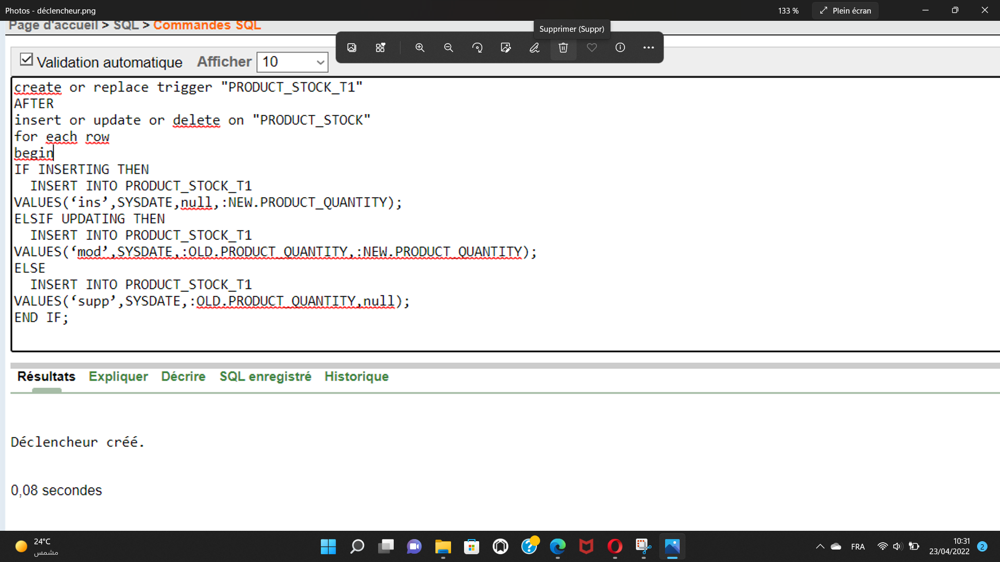 Photos - déclencheur.png
133 %
Plein écran
Page d'accueil > SQL > Commandes SQL
Supprimer (Suppr)
Validation automatique
Afficher
10
create or replace trigger "PRODUCT_STOCK_T1"
AFTER
insert or update or delete on "PRODUCT_STOCK"
for each row
begin
IF INSERTING THEN
INSERT INTO PRODUCT_STOCK_T1
VALUES(‘ins’,SYSDATE,null,:NEW.PRODUCT_QUANTITY);
ELSIF UPDATING THEN
INSERT INTO PRODUCT_STOCK_T1
VALUES(‘mod’,SYSDATE,:OLD.PRODUCT_QUANTITY,:NEW.PRODUCT_QUANTITY);
ELSE
INSERT INTO PRODUCT_STOCK_T1
VALUES(‘supp’,SYSDATE,:OLD.PRODUCT_QUANTITY,null);
END IF;
Résultats Expliquer Décrire SQL enregistré Historique
Déclencheur créé.
0,08 secondes
24°C
مشمس
FRA
10:31
23/04/2022
2